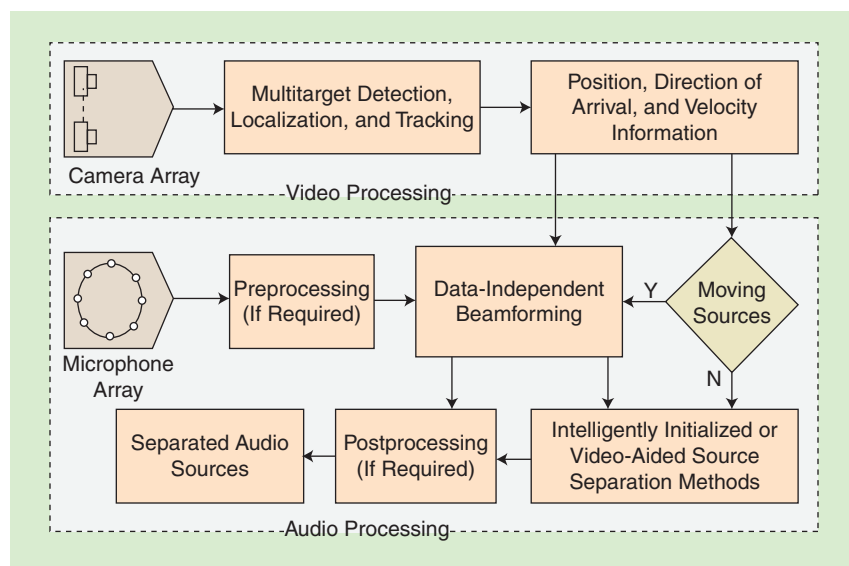 Multitarget Detection,
Localization, and Tracking
Position, Direction of
Arrival, and Velocity
Information
Camera Array
Video Processing
Preprocessing
(If Required)
Data-Independent
Beamforming
Y
Moving
Sources
Microphone
Array
N
Separated Audio
Sources
Postprocessing
(If Required)
Intelligently Initialized or
Video-Aided Source
Separation Methods
Audio Processing